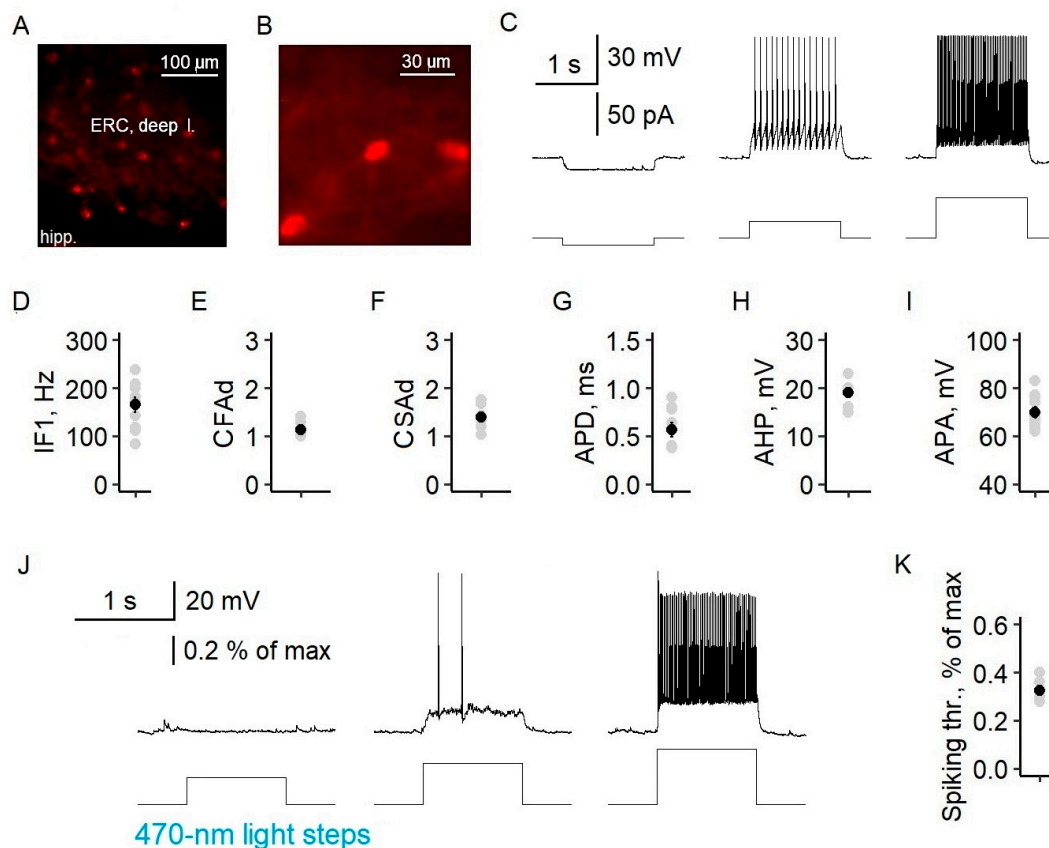 A
100 µm
ERC, deep l.
hipp.
B
30 µm
C
1 s
30 mV
50 pA
D
IF1, Hz
300
200
100
0
E
CFAd
3
2
1
0
F
CSAd
3
2
1
0
G
APD, ms
1.5
1.0
0.5
0.0
H
AHP, mV
30
20
10
0
I
APA, mV
100
80
60
40
J
1 s
20 mV
0.2 % of max
470-nm light steps
K
Spiking thr., % of max
0.6
0.4
0.2
0.0